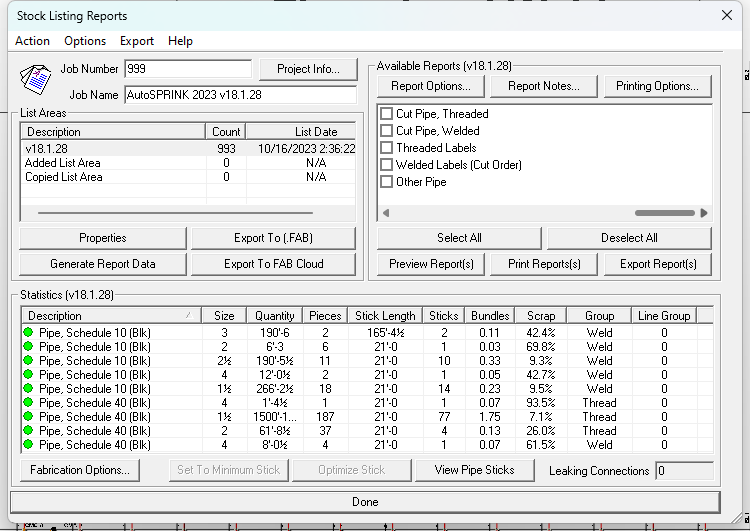 Stock Listing Reports
Action Options Export Help
Job Number 999 Project Info...
Job Name AutoSPRINK 2023 v18.1.28
List Areas
Description Count List Date
v18.1.28 993 10/16/2023 2:36:22
Added List Area 0 N/A
Copied List Area 0 N/A
Properties Export To (.FAB)
Generate Report Data Export To FAB Cloud
Available Reports (v18.1.28)
Report Options... Report Notes... Printing Options...
Cut Pipe, Threaded
Cut Pipe, Welded
Threaded Labels
Welded Labels (Cut Order)
Other Pipe
Select All Deselect All
Preview Report(s) Print Reports(s) Export Report(s)
Statistics (v18.1.28)
Description Size Quantity Pieces Stick Length Sticks Bundles Scrap Group Line Group
Pipe, Schedule 10 (Blk) 3 190'-6 2 165'-4½ 2 0.11 42.4% Weld 0
Pipe, Schedule 10 (Blk) 2 6'-3 6 21'-0 1 0.03 69.8% Weld 0
Pipe, Schedule 10 (Blk) 2½ 190'-5½ 11 21'-0 10 0.33 9.3% Weld 0
Pipe, Schedule 10 (Blk) 4 12'-0½ 2 21'-0 1 0.05 42.7% Weld 0
Pipe, Schedule 10 (Blk) 1½ 266'-2½ 18 21'-0 14 0.23 9.5% Weld 0
Pipe, Schedule 40 (Blk) 4 1'-4½ 1 21'-0 1 0.07 93.5% Thread 0
Pipe, Schedule 40 (Blk) 1½ 1500'-1... 187 21'-0 77 1.75 7.1% Thread 0
Pipe, Schedule 40 (Blk) 2 61'-8½ 37 21'-0 4 0.13 26.0% Thread 0
Pipe, Schedule 40 (Blk) 4 8'-0½ 4 21'-0 1 0.07 61.5% Weld 0
Fabrication Options... Set To Minimum Stick Optimize Stick View Pipe Sticks Leaking Connections 0
Done